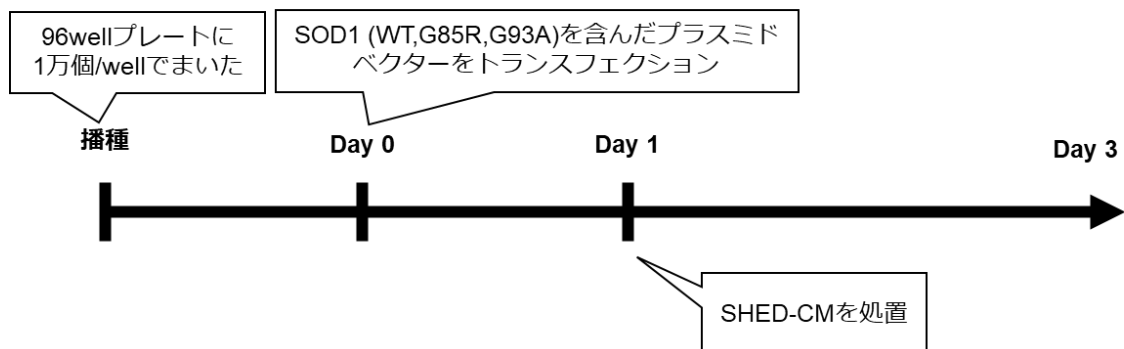 96wellプレートに
1万個/wellでまいた
SOD1 (WT,G85R,G93A)を含んだプラスミド
ベクターをトランスフェクション
播種
Day 0
Day 1
Day 3
SHED-CMを処置